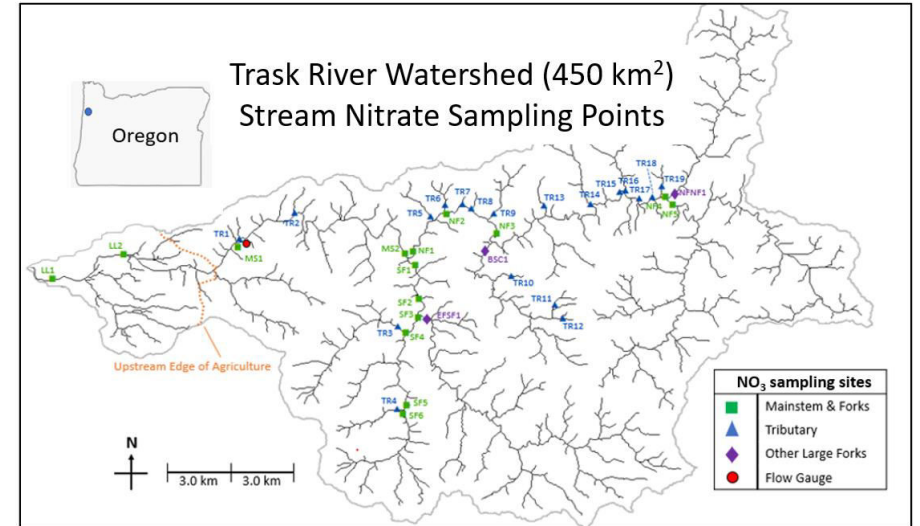 Trask River Watershed (450 km²)
Stream Nitrate Sampling Points
Oregon
TR18
TR15
TR16
TR19
TR17
NFNF1
TR14
NF4
NF5
TR13
TR7
TR6
TR8
TR5
NF2
TR9
NF3
TR2
TR1
MS1
LL2
LL1
MS2
NF1
SF1
BSC1
TR10
TR11
TR12
SF2
SF3
EFSF1
TR3
SF4
Upstream Edge of Agriculture
TR4
SF5
SF6
N
3.0 km
3.0 km
NO₃ sampling sites
Mainstem & Forks
Tributary
Other Large Forks
Flow Gauge